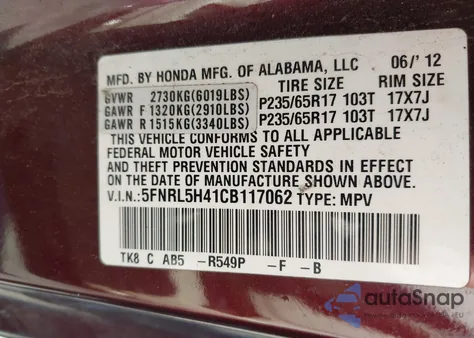 MFD. BY HONDA MFG. OF ALABAMA, LLC 06/'12
TIRE SIZE RIM SIZE
GVWR 2730KG(6019LBS)
GAWR F 1320KG(2910LBS) P235/65R17 103T 17X7J
GAWR R 1515KG(3340LBS) P235/65R17 103T 17X7J
THIS VEHICLE CONFORMS TO ALL APPLICABLE
FEDERAL MOTOR VEHICLE SAFETY
AND THEFT PREVENTION STANDARDS IN EFFECT
ON THE DATE OF MANUFACTURE SHOWN ABOVE.
V.I.N.:5FNRL5H41CB117062 TYPE: MPV
TK8 C AB5 -R549P -F -B
autoSnap